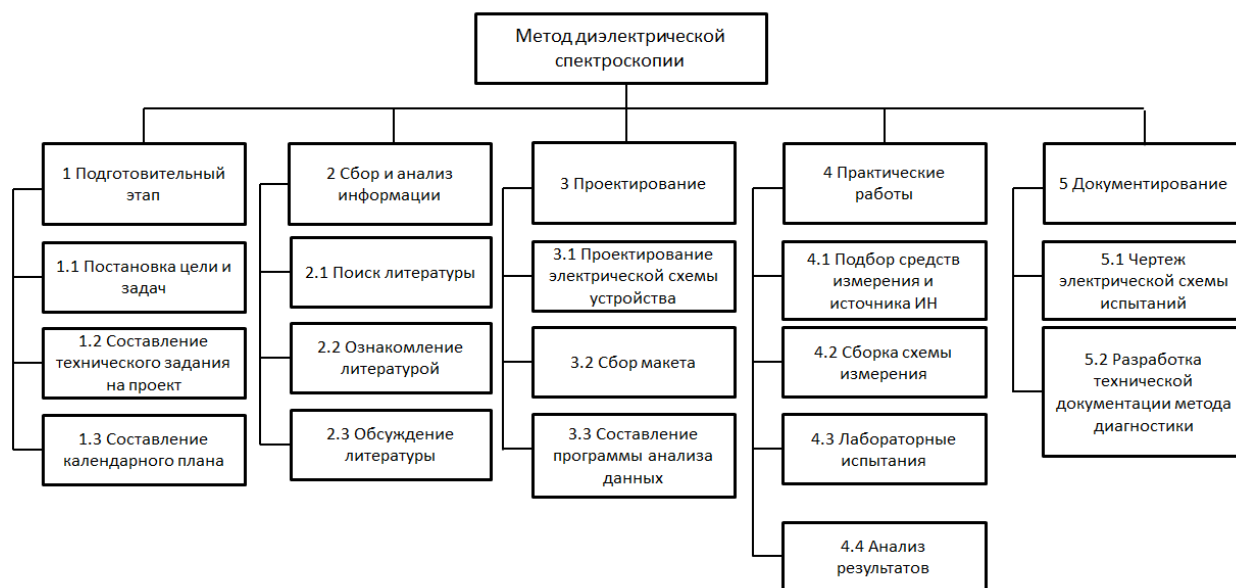 Метод диэлектрической
спектроскопии
1 Подготовительный
этап
1.1 Постановка цели и
задач
1.2 Составление
технического задания
на проект
1.3 Составление
календарного плана
2 Сбор и анализ
информации
2.1 Поиск литературы
2.2 Ознакомление
литературой
2.3 Обсуждение
литературы
3 Проектирование
3.1 Проектирование
электрической схемы
устройства
3.2 Сбор макета
3.3 Составление
программы анализа
данных
4 Практические
работы
4.1 Подбор средств
измерения и
источника ИН
4.2 Сборка схемы
измерения
4.3 Лабораторные
испытания
4.4 Анализ
результатов
5 Документирование
5.1 Чертеж
электрической схемы
испытаний
5.2 Разработка
технической
документации метода
диагностики